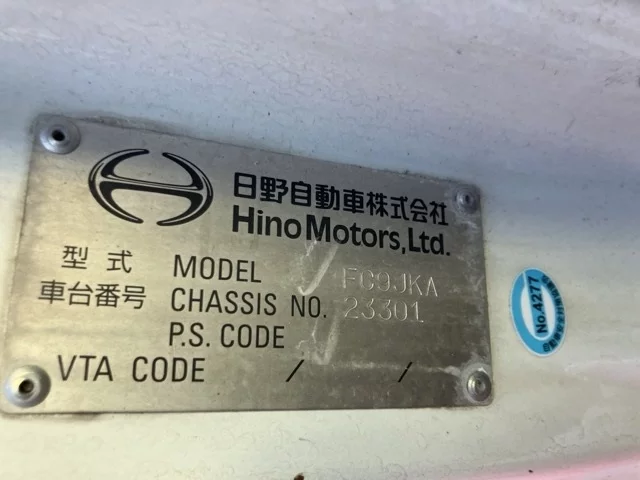 日野自動車株式会社
Hino Motors, Ltd.
型式 MODEL FC9JKA
車台番号 CHASSIS NO. 23301
P.S. CODE
VTA CODE / /
No.4277